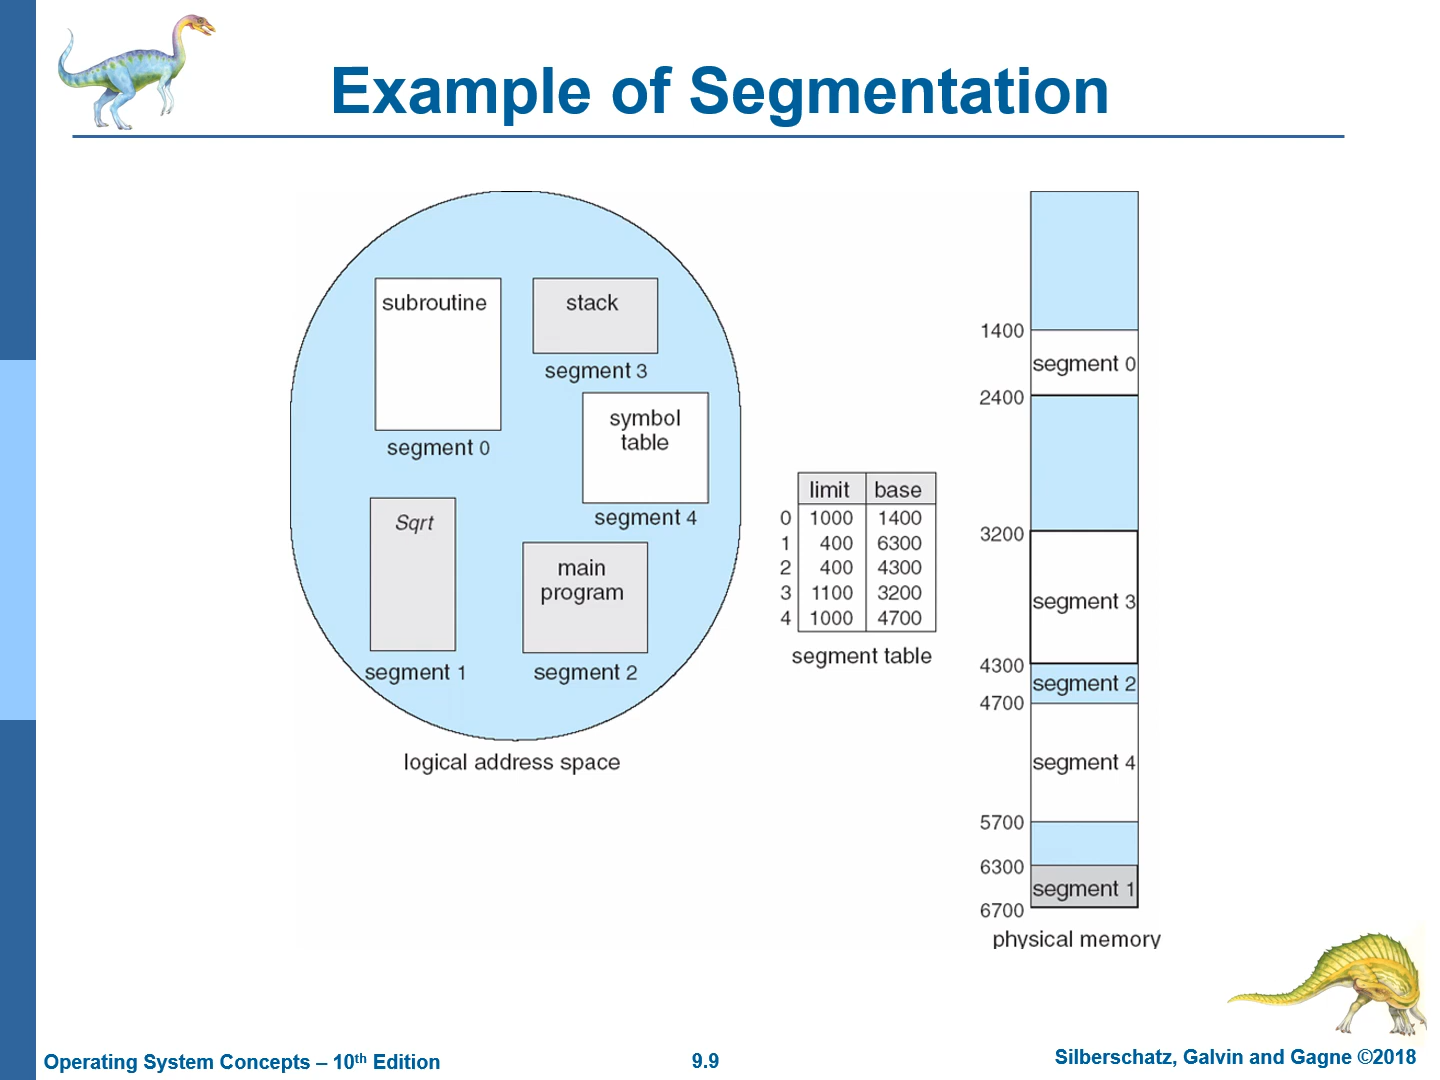 Example of Segmentation
subroutine
segment 0
stack
segment 3
symbol
table
segment 4
Sqrt
segment 1
main
program
segment 2
logical address space
limit base
0 1000 1400
1 400 6300
2 400 4300
3 1100 3200
4 1000 4700
segment table
1400
segment 0
2400
3200
segment 3
4300
segment 2
4700
segment 4
5700
6300
segment 1
6700
physical memory
Operating System Concepts – 10th Edition
9.9
Silberschatz, Galvin and Gagne ©2018